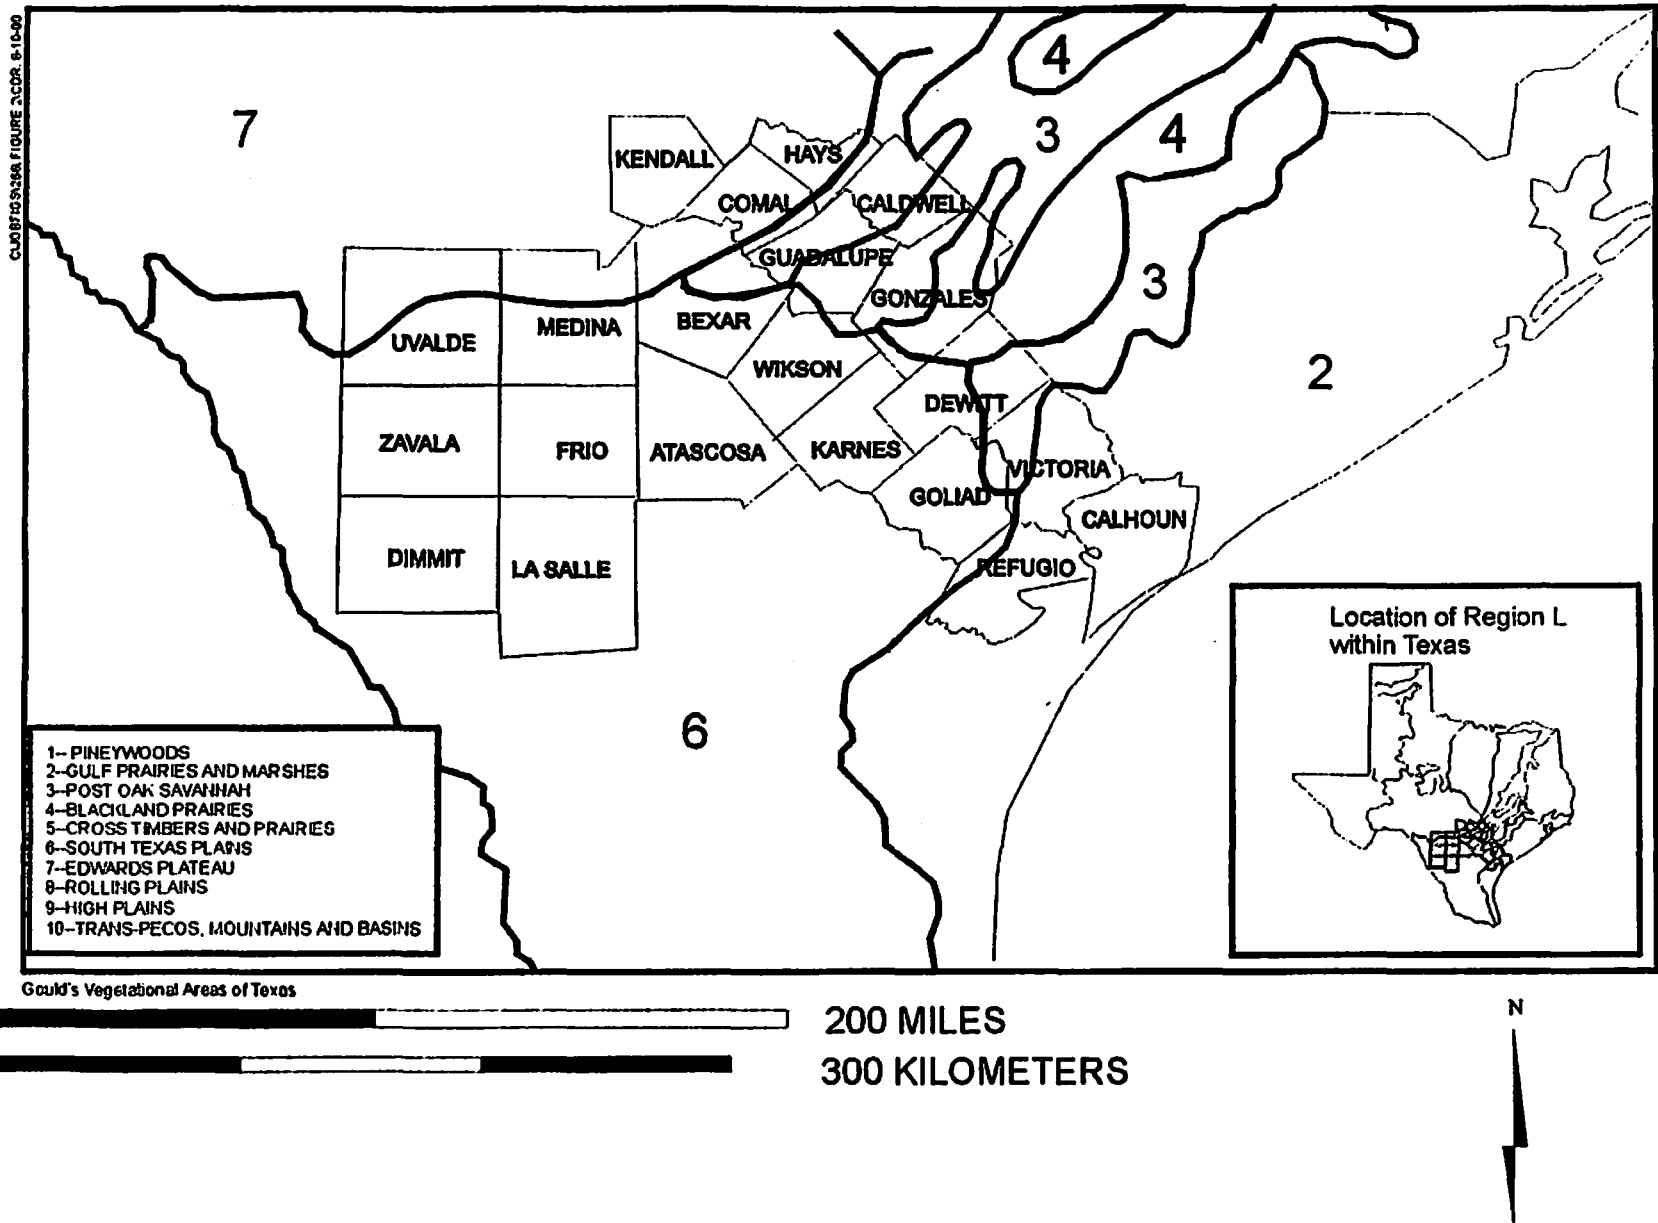 4
7
3
4
HAYS
KENDALL
COMAL
CALDWELL
GUADALUPE
3
GONZALES
BEXAR
MEDINA
UVALDE
WIKSON
2
DEWITT
ZAVALA
FRIO
ATASCOSA
KARNES
VICTORIA
GOLIAD
CALHOUN
DIMMIT
LA SALLE
REFUGIO
6
Location of Region L
within Texas
1-- PINEYWOODS
2--GULF PRAIRIES AND MARSHES
3--POST OAK SAVANNAH
4--BLACKLAND PRAIRIES
5--CROSS TIMBERS AND PRAIRIES
6--SOUTH TEXAS PLAINS
7--EDWARDS PLATEAU
8--ROLLING PLAINS
9--HIGH PLAINS
10--TRANS-PECOS, MOUNTAINS AND BASINS
Gould's Vegetational Areas of Texas
200 MILES
300 KILOMETERS
N